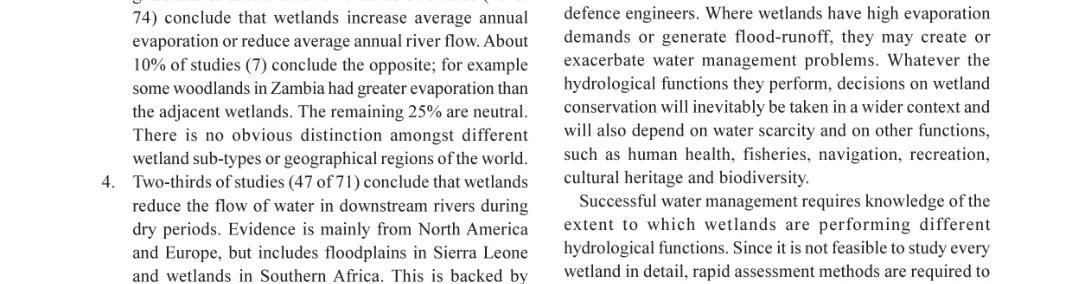 74) conclude that wetlands increase average annual
evaporation or reduce average annual river flow. About
10% of studies (7) conclude the opposite; for example
some woodlands in Zambia had greater evaporation than
the adjacent wetlands. The remaining 25% are neutral.
There is no obvious distinction amongst different
wetland sub-types or geographical regions of the world.
4. Two-thirds of studies (47 of 71) conclude that wetlands
reduce the flow of water in downstream rivers during
dry periods. Evidence is mainly from North America
and Europe, but includes floodplains in Sierra Leone
and wetlands in Southern Africa. This is backed by
defence engineers. Where wetlands have high evaporation
demands or generate flood-runoff, they may create or
exacerbate water management problems. Whatever the
hydrological functions they perform, decisions on wetland
conservation will inevitably be taken in a wider context and
will also depend on water scarcity and on other functions,
such as human health, fisheries, navigation, recreation,
cultural heritage and biodiversity.
Successful water management requires knowledge of the
extent to which wetlands are performing different
hydrological functions. Since it is not feasible to study every
wetland in detail, rapid assessment methods are required to